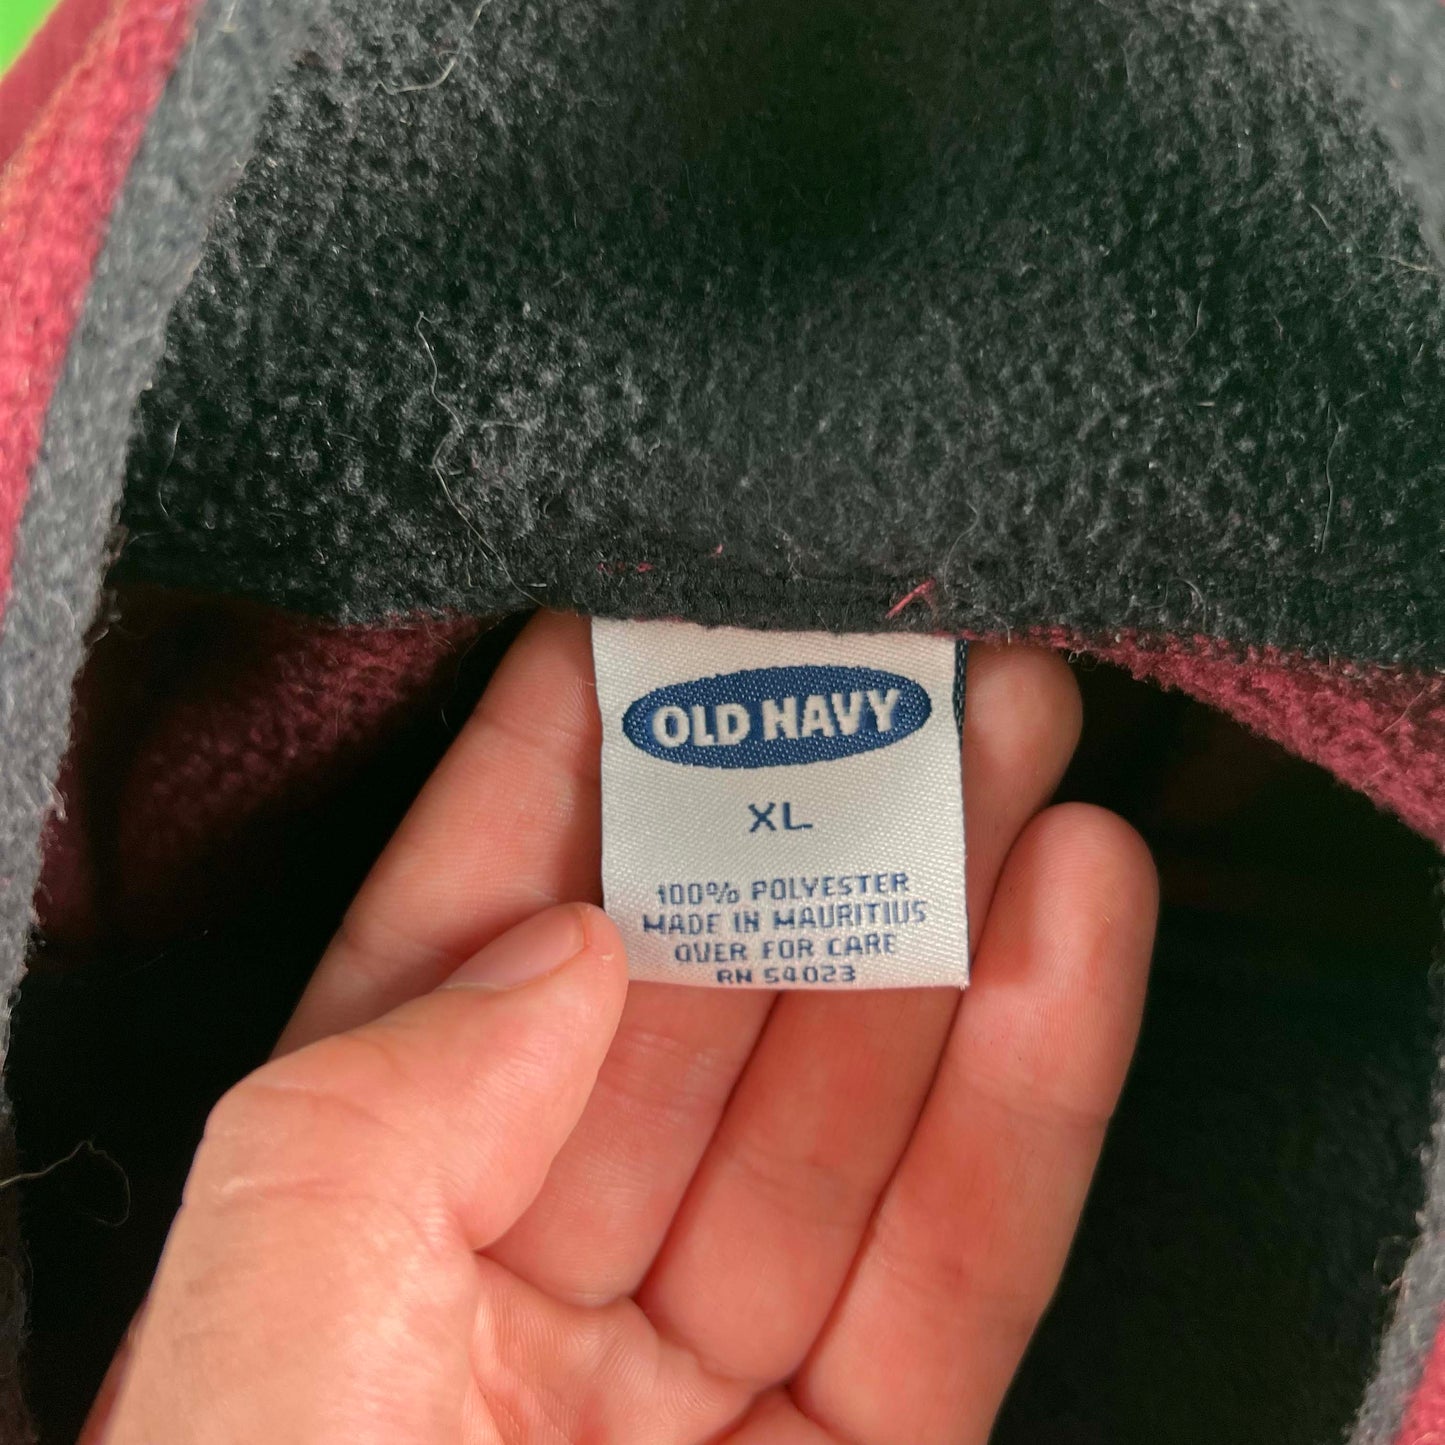 OLD NAVY
XL
100% POLYESTER
MADE IN MAURITIUS
OVER FOR CARE
RN 54023